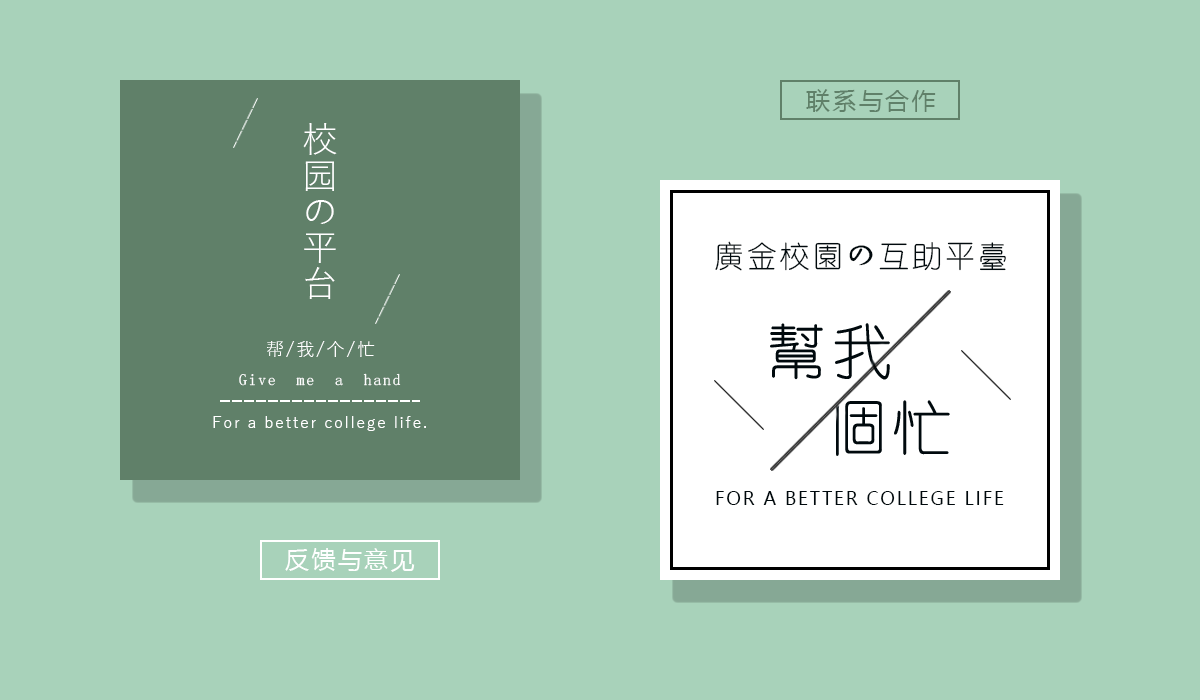 校园の平台
帮/我/个/忙
Give me a hand
For a better college life.
反馈与意见
联系与合作
廣金校園の互助平臺
幫我
個忙
FOR A BETTER COLLEGE LIFE